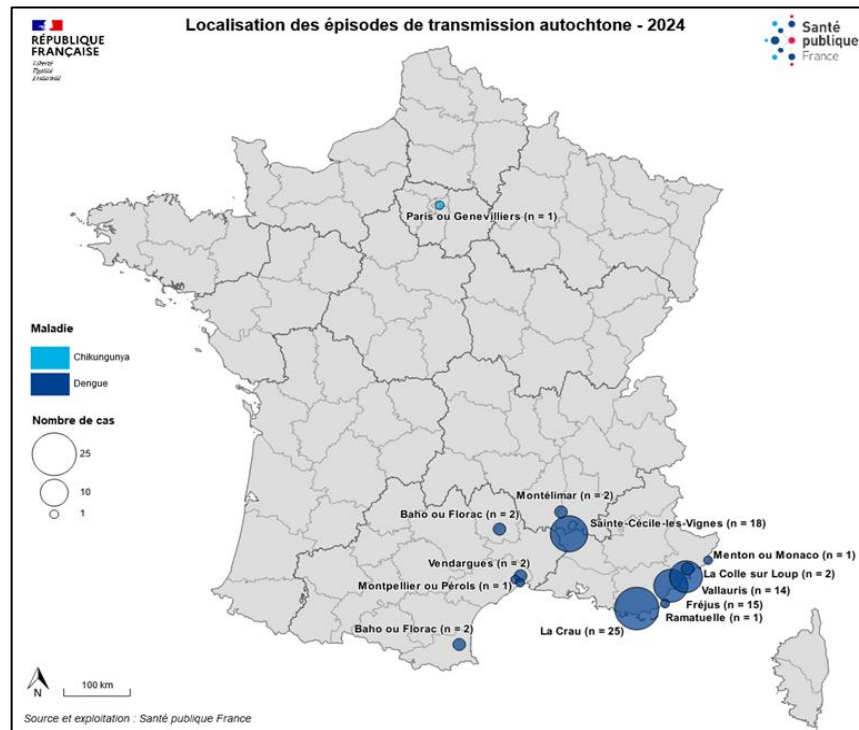 Localisation des épisodes de transmission autochtone - 2024
RÉPUBLIQUE
FRANÇAISE
Liberté
Égalité
Fraternité
Santé
publique
France
Paris ou Genevilliers (n = 1)
Maladie
Chikungunya
Dengue
Nombre de cas
25
10
1
Montélimar (n = 2)
Baho ou Florac (n = 2)
Sainte-Cécile-les-Vignes (n = 18)
Menton ou Monaco (n = 1)
Vendargues (n = 2)
La Colle sur Loup (n = 2)
Montpellier ou Pérols (n = 1)
Vallauris (n = 14)
Fréjus (n = 15)
Ramatuelle (n = 1)
Baho ou Florac (n = 2)
La Crau (n = 25)
N
100 km
Source et exploitation : Santé publique France